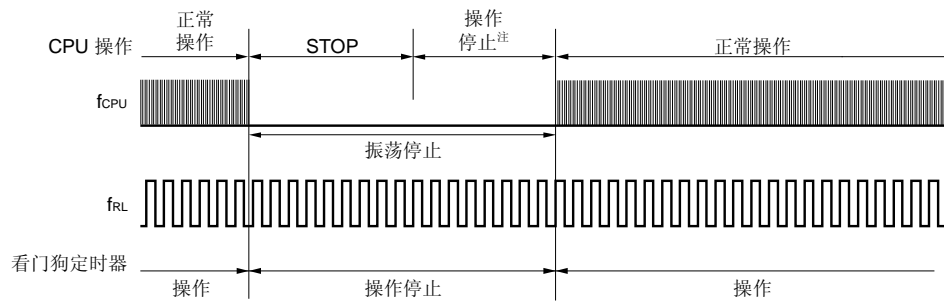 正常
操作
CPU 操作
STOP
操作
停止注
正常操作
fCPU
振荡停止
fRL
看门狗定时器
操作
操作停止
操作